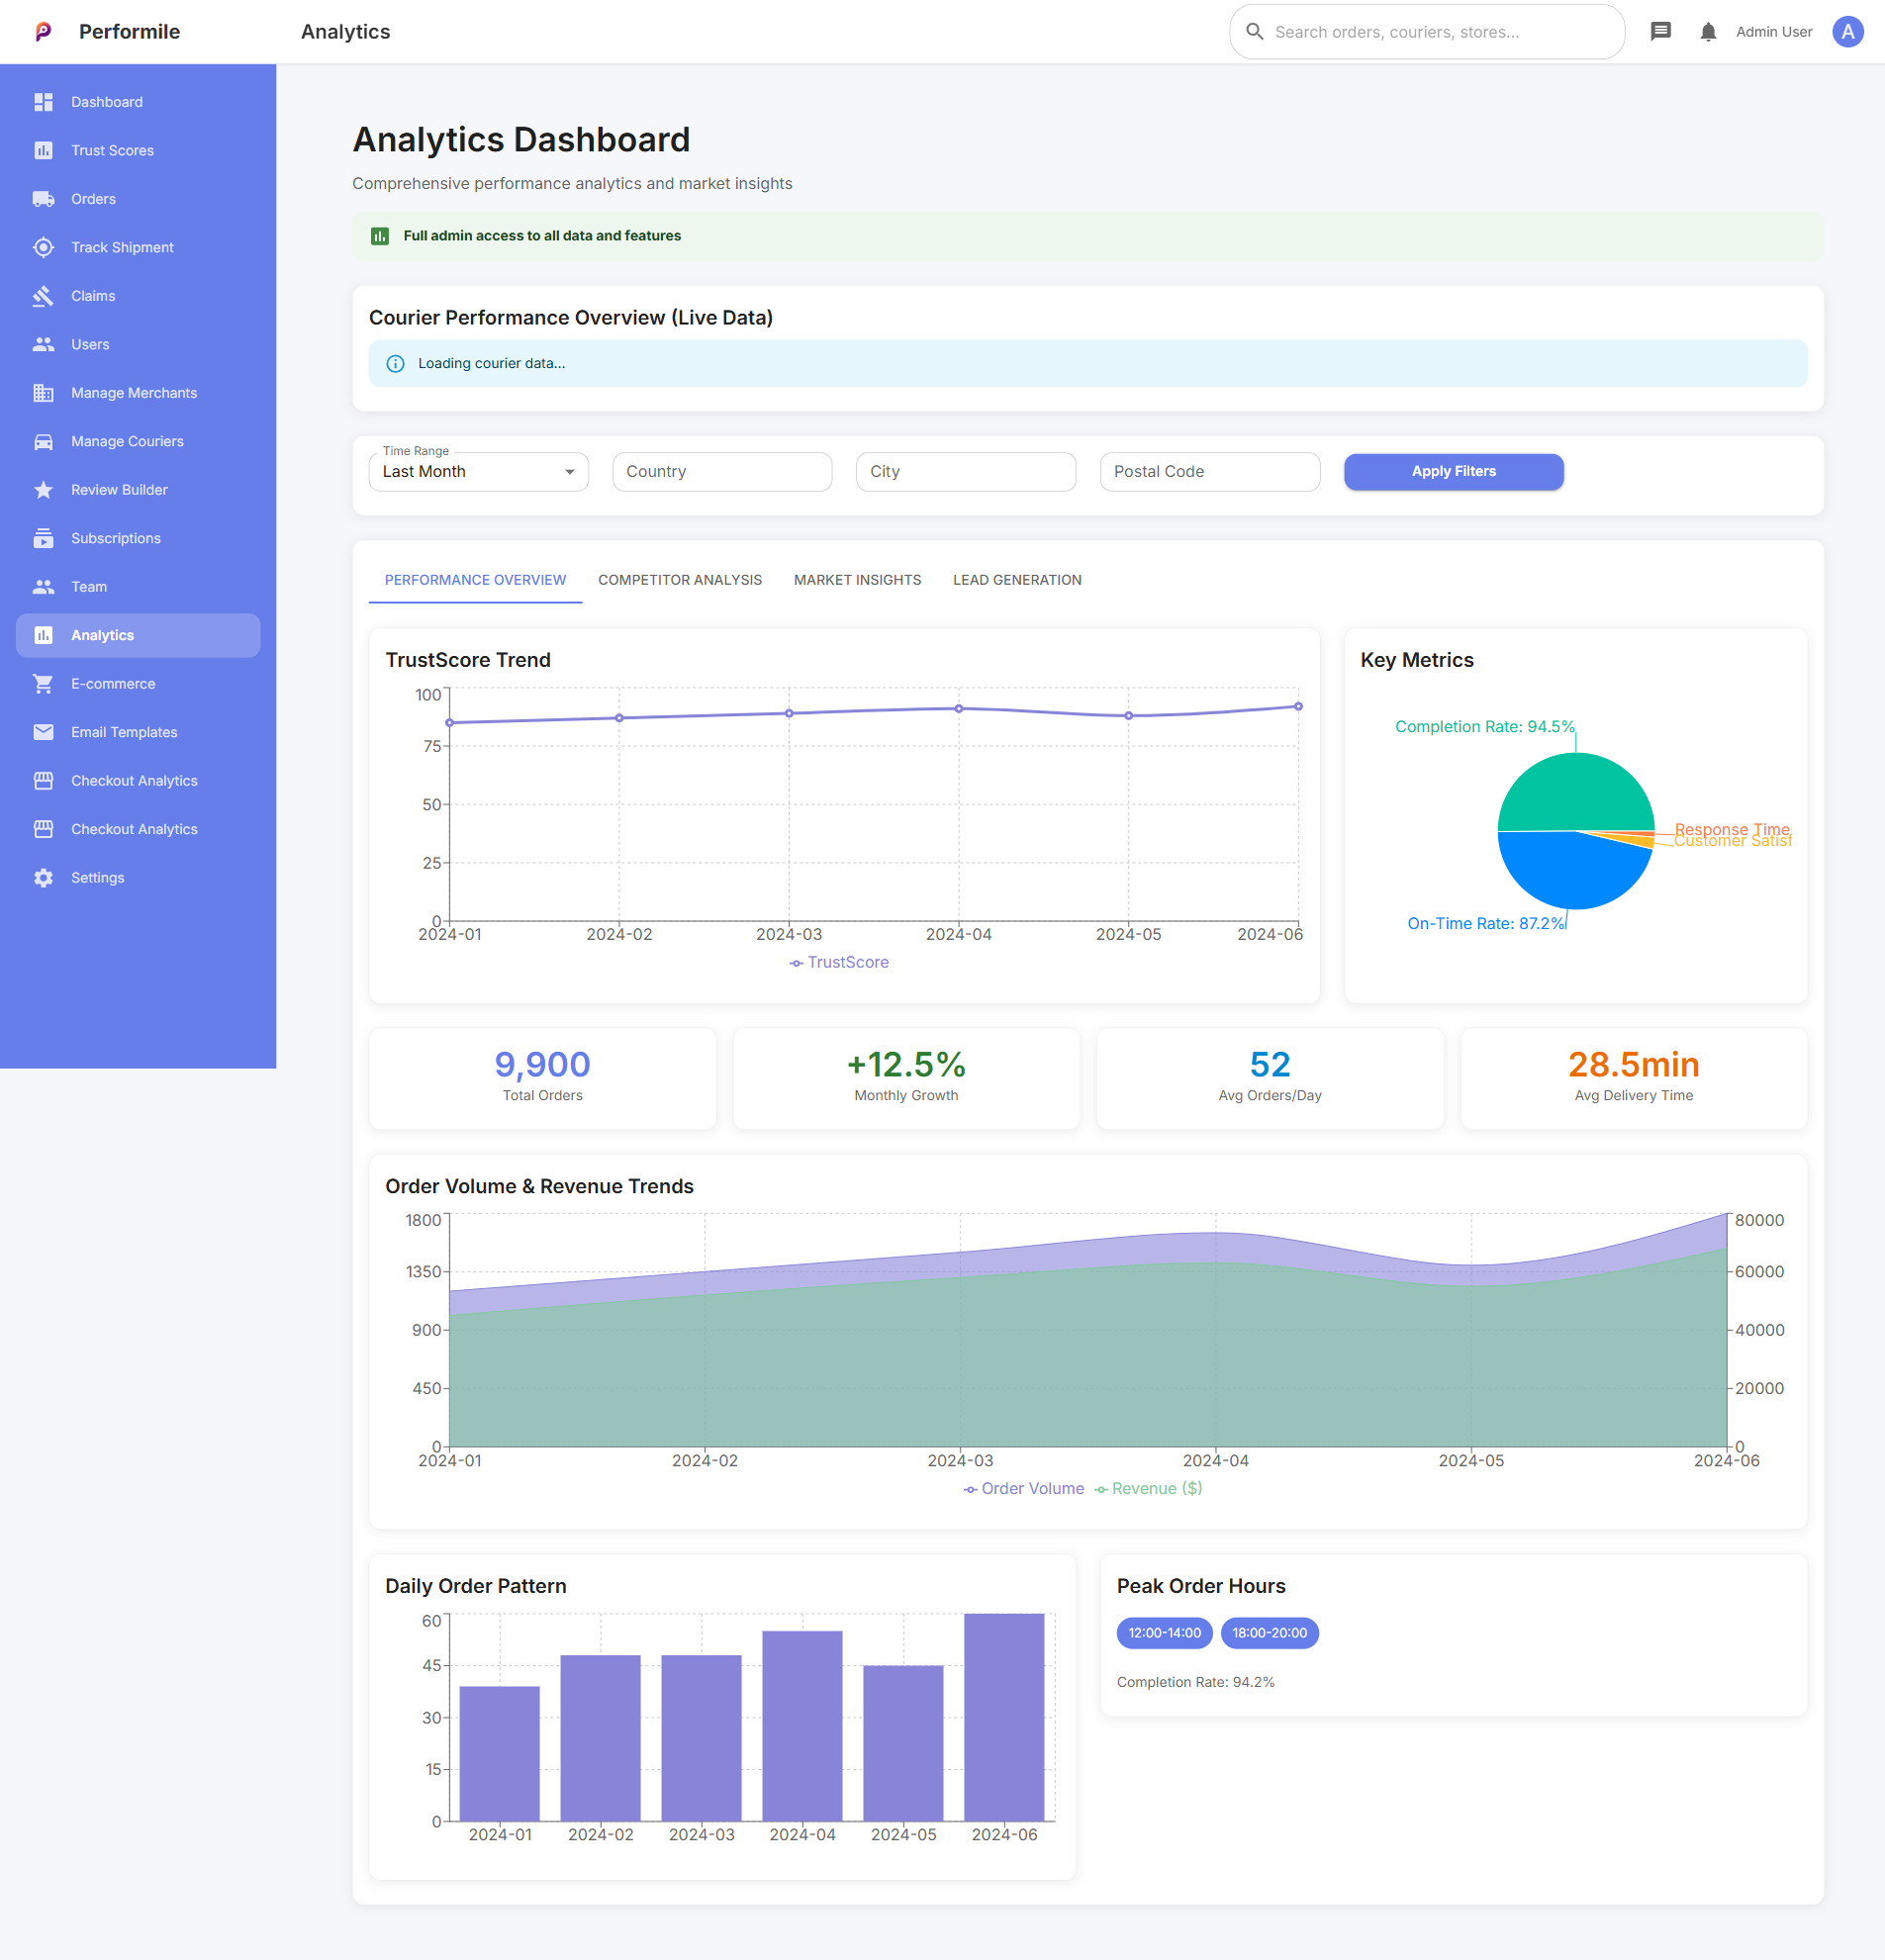 Performile
Analytics
Search orders, couriers, stores...
Admin User
A
Dashboard
Trust Scores
Orders
Track Shipment
Claims
Users
Manage Merchants
Manage Couriers
Review Builder
Subscriptions
Team
Analytics
E-commerce
Email Templates
Checkout Analytics
Checkout Analytics
Settings
Analytics Dashboard
Comprehensive performance analytics and market insights
Full admin access to all data and features
Courier Performance Overview (Live Data)
Loading courier data...
Time Range
Last Month
Country
City
Postal Code
Apply Filters
PERFORMANCE OVERVIEW
COMPETITOR ANALYSIS
MARKET INSIGHTS
LEAD GENERATION
TrustScore Trend
100
75
50
25
0
2024-01
2024-02
2024-03
2024-04
2024-05
2024-06
TrustScore
Key Metrics
Completion Rate: 94.5%
Response Time
Customer Satisf
On-Time Rate: 87.2%
9,900
Total Orders
+12.5%
Monthly Growth
52
Avg Orders/Day
28.5min
Avg Delivery Time
Order Volume & Revenue Trends
1800
1350
900
450
0
80000
60000
40000
20000
0
2024-01
2024-02
2024-03
2024-04
2024-05
2024-06
Order Volume
Revenue ($)
Daily Order Pattern
60
45
30
15
0
2024-01
2024-02
2024-03
2024-04
2024-05
2024-06
Peak Order Hours
12:00-14:00
18:00-20:00
Completion Rate: 94.2%